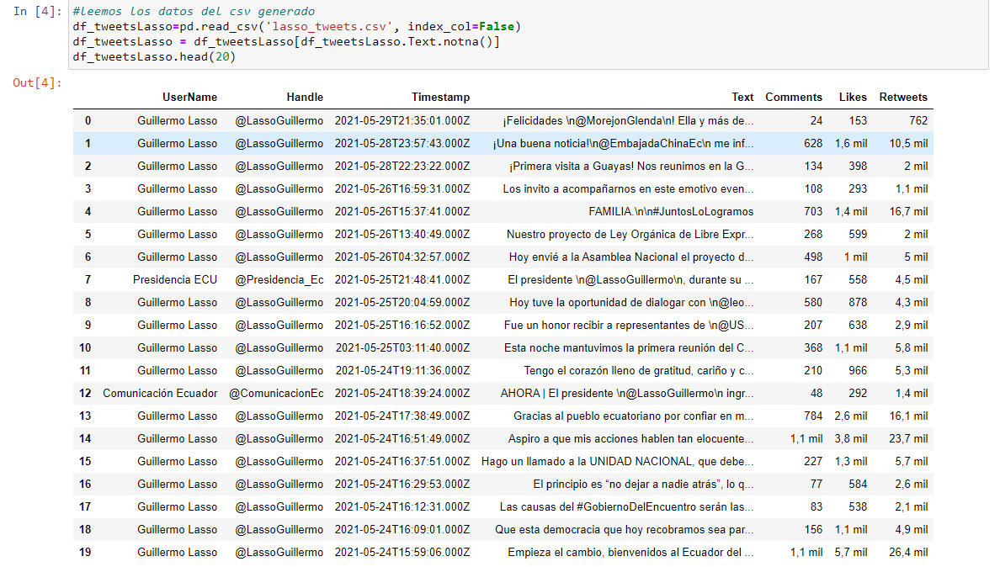 In [4]: #leemos los datos del csv generado
df_tweetsLasso=pd.read_csv('lasso_tweets.csv', index_col=False)
df_tweetsLasso = df_tweetsLasso[df_tweetsLasso.Text.notna()]
df_tweetsLasso.head(20)
Out[4]:
UserName Handle Timestamp Text Comments Likes Retweets
0 Guillermo Lasso @LassoGuillermo 2021-05-29T21:35:01.000Z ¡Felicidades \n@MorejonGlenda\n! Ella y más de... 24 153 762
1 Guillermo Lasso @LassoGuillermo 2021-05-28T23:57:43.000Z ¡Una buena noticia!\n@EmbajadaChinaEc\n me inf... 628 1,6 mil 10,5 mil
2 Guillermo Lasso @LassoGuillermo 2021-05-28T22:23:22.000Z ¡Primera visita a Guayas! Nos reunimos en la G... 134 398 2 mil
3 Guillermo Lasso @LassoGuillermo 2021-05-26T16:59:31.000Z Los invito a acompañarnos en este emotivo even... 108 293 1,1 mil
4 Guillermo Lasso @LassoGuillermo 2021-05-26T15:37:41.000Z FAMILIA.\n\n#JuntosLoLogramos 703 1,4 mil 16,7 mil
5 Guillermo Lasso @LassoGuillermo 2021-05-26T13:40:49.000Z Nuestro proyecto de Ley Orgánica de Libre Expr... 268 599 2 mil
6 Guillermo Lasso @LassoGuillermo 2021-05-26T04:32:57.000Z Hoy envié a la Asamblea Nacional el proyecto d... 498 1 mil 5 mil
7 Presidencia ECU @Presidencia_Ec 2021-05-25T21:48:41.000Z El presidente \n@LassoGuillermo\n, durante su ... 167 558 4,5 mil
8 Guillermo Lasso @LassoGuillermo 2021-05-25T20:04:59.000Z Hoy tuve la oportunidad de dialogar con \n@leo... 580 878 4,3 mil
9 Guillermo Lasso @LassoGuillermo 2021-05-25T16:16:52.000Z Fue un honor recibir a representantes de \n@US... 207 638 2,9 mil
10 Guillermo Lasso @LassoGuillermo 2021-05-25T03:11:40.000Z Esta noche mantuvimos la primera reunión del C... 368 1,1 mil 5,8 mil
11 Guillermo Lasso @LassoGuillermo 2021-05-24T19:11:36.000Z Tengo el corazón lleno de gratitud, cariño y c... 210 966 5,3 mil
12 Comunicación Ecuador @ComunicacionEc 2021-05-24T18:39:24.000Z AHORA | El presidente \n@LassoGuillermo\n ingr... 48 292 1,4 mil
13 Guillermo Lasso @LassoGuillermo 2021-05-24T17:38:49.000Z Gracias al pueblo ecuatoriano por confiar en m... 784 2,6 mil 16,1 mil
14 Guillermo Lasso @LassoGuillermo 2021-05-24T16:51:49.000Z Aspiro a que mis acciones hablen tan elocuente... 1,1 mil 3,8 mil 23,7 mil
15 Guillermo Lasso @LassoGuillermo 2021-05-24T16:37:51.000Z Hago un llamado a la UNIDAD NACIONAL, que debe... 227 1,3 mil 5,7 mil
16 Guillermo Lasso @LassoGuillermo 2021-05-24T16:29:53.000Z El principio es “no dejar a nadie atrás”, lo q... 77 584 2,6 mil
17 Guillermo Lasso @LassoGuillermo 2021-05-24T16:12:31.000Z Las causas del #GobiernoDelEncuentro serán las... 83 538 2,1 mil
18 Guillermo Lasso @LassoGuillermo 2021-05-24T16:09:01.000Z Que esta democracia que hoy recobramos sea par... 156 1,1 mil 4,9 mil
19 Guillermo Lasso @LassoGuillermo 2021-05-24T15:59:06.000Z Empieza el cambio, bienvenidos al Ecuador del ... 1,1 mil 5,7 mil 26,4 mil